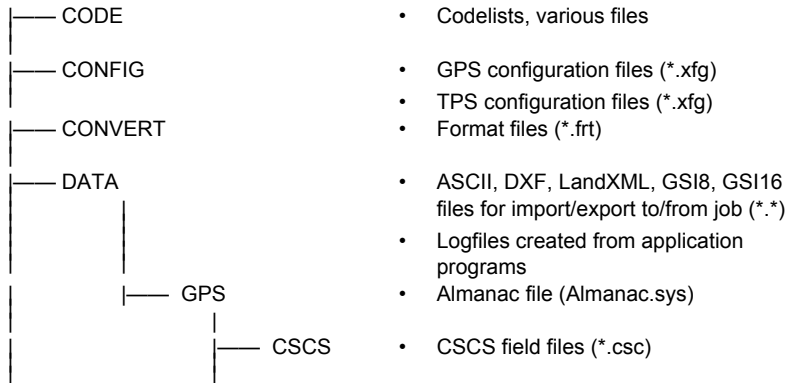 CODE • Codelists, various files
CONFIG • GPS configuration files (*.xfg)
• TPS configuration files (*.xfg)
CONVERT • Format files (*.frt)
DATA • ASCII, DXF, LandXML, GSI8, GSI16
files for import/export to/from job (*.*)
• Logfiles created from application
programs
GPS • Almanac file (Almanac.sys)
CSCS • CSCS field files (*.csc)